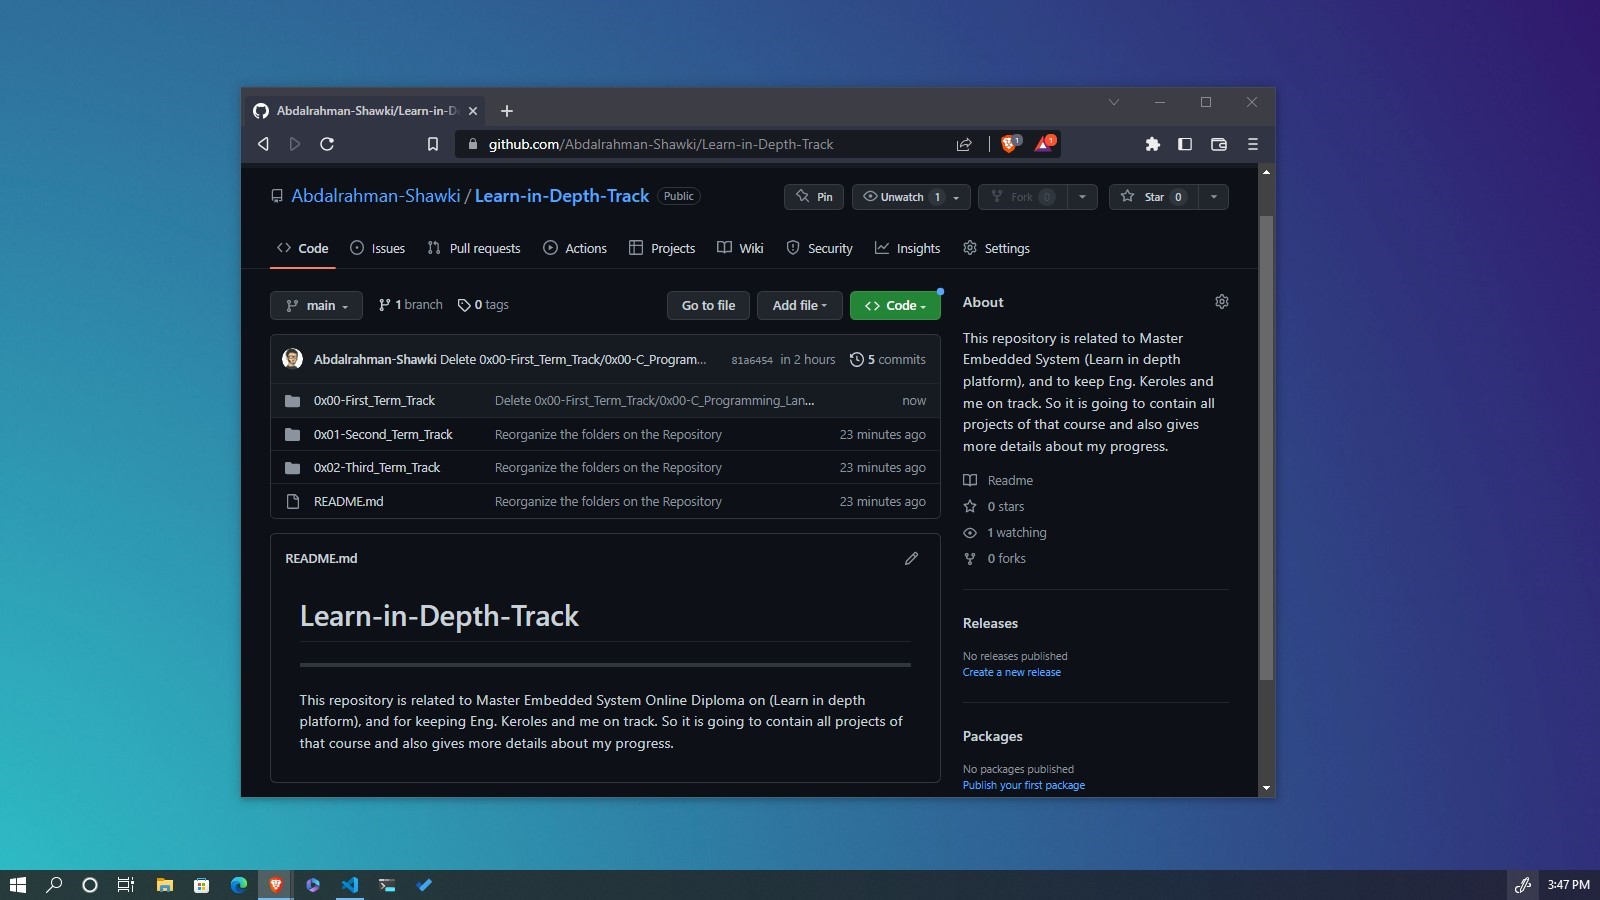 Abdalrahman-Shawki/Learn-in-D
github.com/Abdalrahman-Shawki/Learn-in-Depth-Track
1
1
Abdalrahman-Shawki / Learn-in-Depth-Track Public
Pin
Unwatch 1
Fork 0
Star 0
Code Issues Pull requests Actions Projects Wiki Security Insights Settings
main 1 branch 0 tags
Go to file Add file Code
Abdalrahman-Shawki Delete 0x00-First_Term_Track/0x00-C_Program... 81a6454 in 2 hours 5 commits
0x00-First_Term_Track Delete 0x00-First_Term_Track/0x00-C_Programming_Lan... now
0x01-Second_Term_Track Reorganize the folders on the Repository 23 minutes ago
0x02-Third_Term_Track Reorganize the folders on the Repository 23 minutes ago
README.md Reorganize the folders on the Repository 23 minutes ago
README.md
Learn-in-Depth-Track
This repository is related to Master Embedded System Online Diploma on (Learn in depth
platform), and for keeping Eng. Keroles and me on track. So it is going to contain all projects of
that course and also gives more details about my progress.
About
This repository is related to Master
Embedded System (Learn in depth
platform), and to keep Eng. Keroles and
me on track. So it is going to contain all
projects of that course and also gives
more details about my progress.
Readme
0 stars
1 watching
0 forks
Releases
No releases published
Create a new release
Packages
No packages published
Publish your first package
3:47 PM